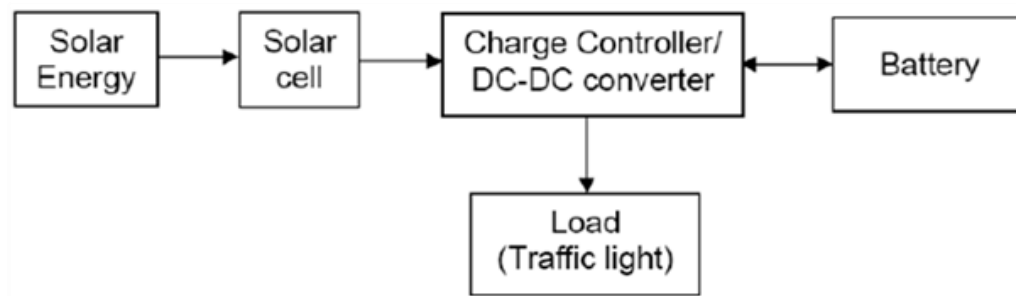 Solar
Energy
Solar
cell
Charge Controller/
DC-DC converter
Battery
Load
(Traffic light)